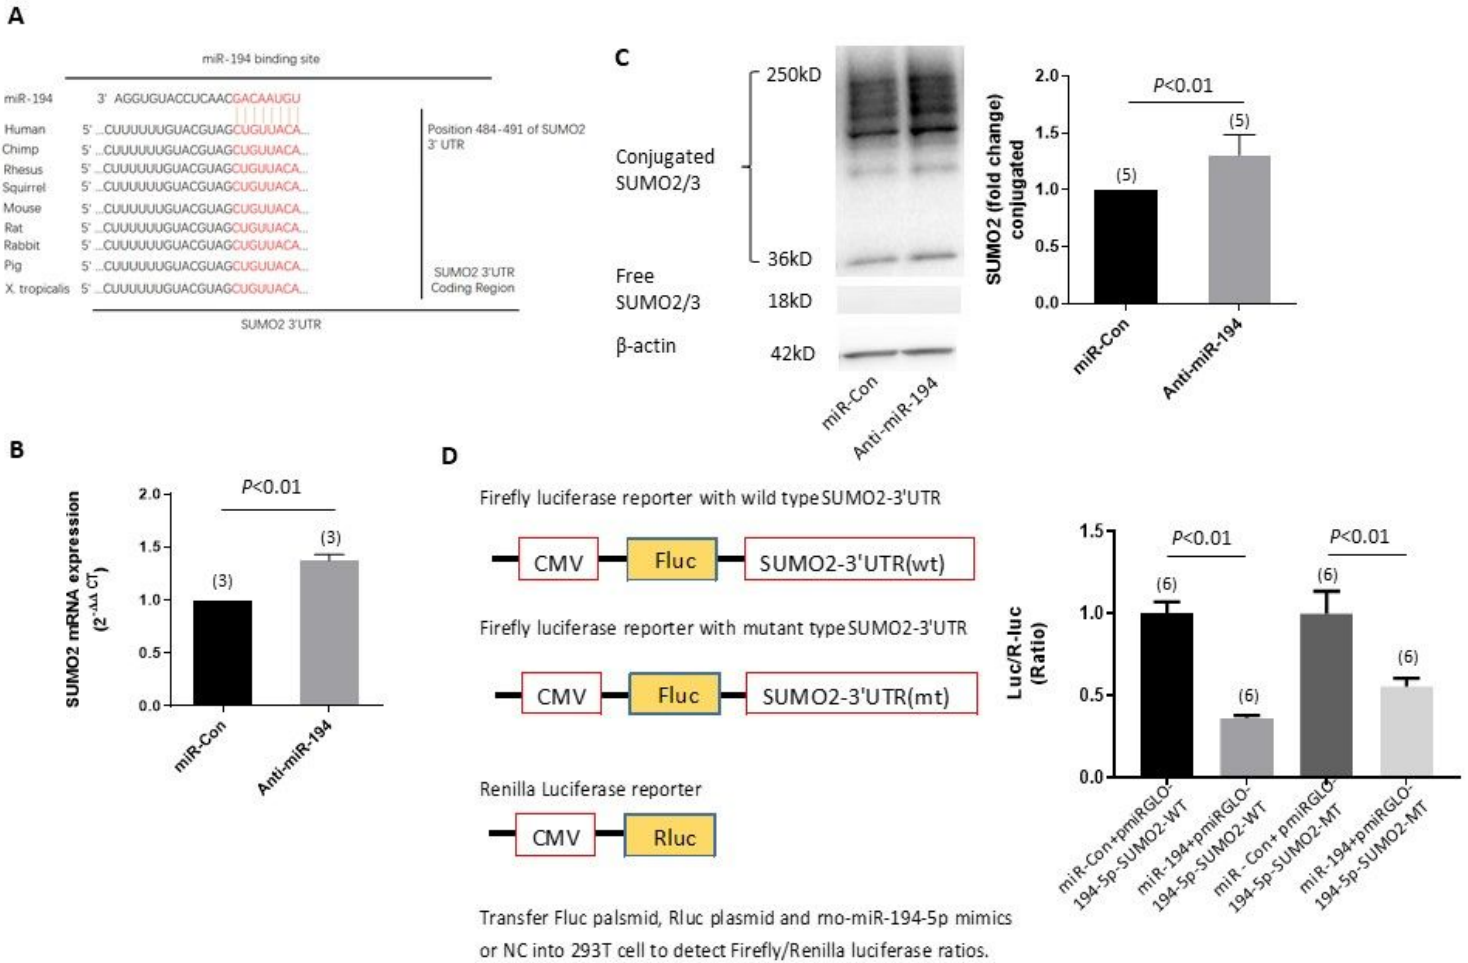 A
miR-194 binding site
miR-194 3' AGGUGUACCUCAACGACAAUGU
Human 5' ...CUUUUUUGUACGUAGCUGUUACA...
Chimp 5' ...CUUUUUUGUACGUAGCUGUUACA...
Rhesus 5' ...CUUUUUUGUACGUAGCUGUUACA...
Squirrel 5' ...CUUUUUUGUACGUAGCUGUUACA...
Mouse 5' ...CUUUUUUGUACGUAGCUGUUACA...
Rat 5' ...CUUUUUUGUACGUAGCUGUUACA...
Rabbit 5' ...CUUUUUUGUACGUAGCUGUUACA...
Pig 5' ...CUUUUUUGUACGUAGCUGUUACA...
X. tropicalis 5' ...CUUUUUUGUACGUAGCUGUUACA...
Position 484-491 of SUMO2
3' UTR
SUMO2 3'UTR
Coding Region
SUMO2 3'UTR
B
SUMO2 mRNA expression
(2^-ΔΔ CT)
2.0
1.5
1.0
0.5
0.0
P<0.01
(3)
(3)
miR-Con
Anti-miR-194
C
250kD
Conjugated
SUMO2/3
36kD
Free
SUMO2/3
18kD
β-actin
42kD
miR-Con
Anti-miR-194
SUMO2 (fold change)
conjugated
2.0
1.5
1.0
0.5
0.0
P<0.01
(5)
(5)
miR-Con
Anti-miR-194
D
Firefly luciferase reporter with wild type SUMO2-3'UTR
CMV Fluc SUMO2-3'UTR(wt)
Firefly luciferase reporter with mutant type SUMO2-3'UTR
CMV Fluc SUMO2-3'UTR(mt)
Renilla Luciferase reporter
CMV Rluc
Transfer Fluc palsmid, Rluc plasmid and rno-miR-194-5p mimics
or NC into 293T cell to detect Firefly/Renilla luciferase ratios.
Luc/R-luc
(Ratio)
1.5
1.0
0.5
0.0
P<0.01
P<0.01
(6)
(6)
(6)
(6)
miR-Con+pmiRGLO-
194-5p-SUMO2-WT
miR-194+pmiRGLO-
194-5p-SUMO2-WT
miR - Con+ pmiRGLO-
194-5p-SUMO2-MT
miR-194+pmiRGLO-
194-5p-SUMO2-MT